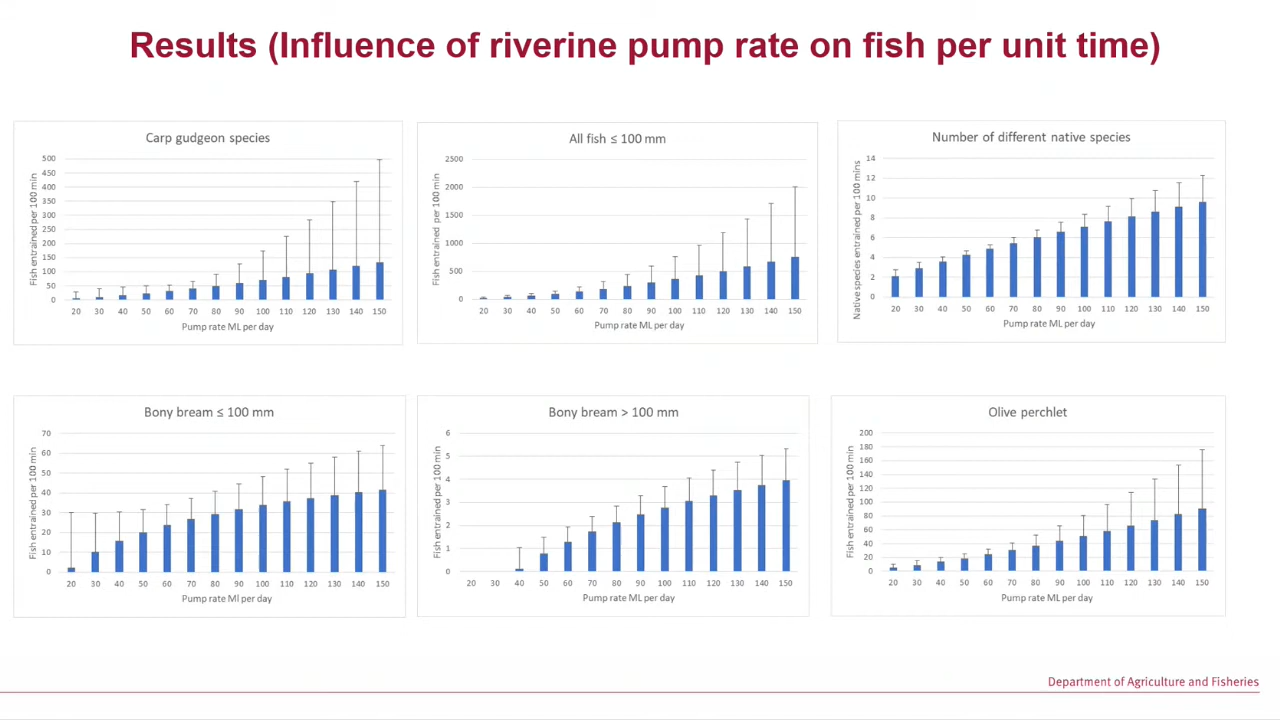 Results (Influence of riverine pump rate on fish per unit time)
Carp gudgeon species
Fish entrained per 100 min
500
450
400
350
300
250
200
150
100
50
0
20 30 40 50 60 70 80 90 100 110 120 130 140 150
Pump rate ML per day
All fish ≤ 100 mm
Fish entrained per 100 min
2500
2000
1500
1000
500
0
20 30 40 50 60 70 80 90 100 110 120 130 140 150
Pump rate ML per day
Number of different native species
Native species entrained per 100 mins
14
12
10
8
6
4
2
0
20 30 40 50 60 70 80 90 100 110 120 130 140 150
Pump rate ML per day
Bony bream ≤ 100 mm
Fish entrained per 100 min
70
60
50
40
30
20
10
0
20 30 40 50 60 70 80 90 100 110 120 130 140 150
Pump rate Ml per day
Bony bream > 100 mm
Fish entrained per 100 min
6
5
4
3
2
1
0
20 30 40 50 60 70 80 90 100 110 120 130 140 150
Pump rate ML per day
Olive perchlet
Fish entrained per 100 min
200
180
160
140
120
100
80
60
40
20
0
20 30 40 50 60 70 80 90 100 110 120 130 140 150
Pump rate ML per day
Department of Agriculture and Fisheries